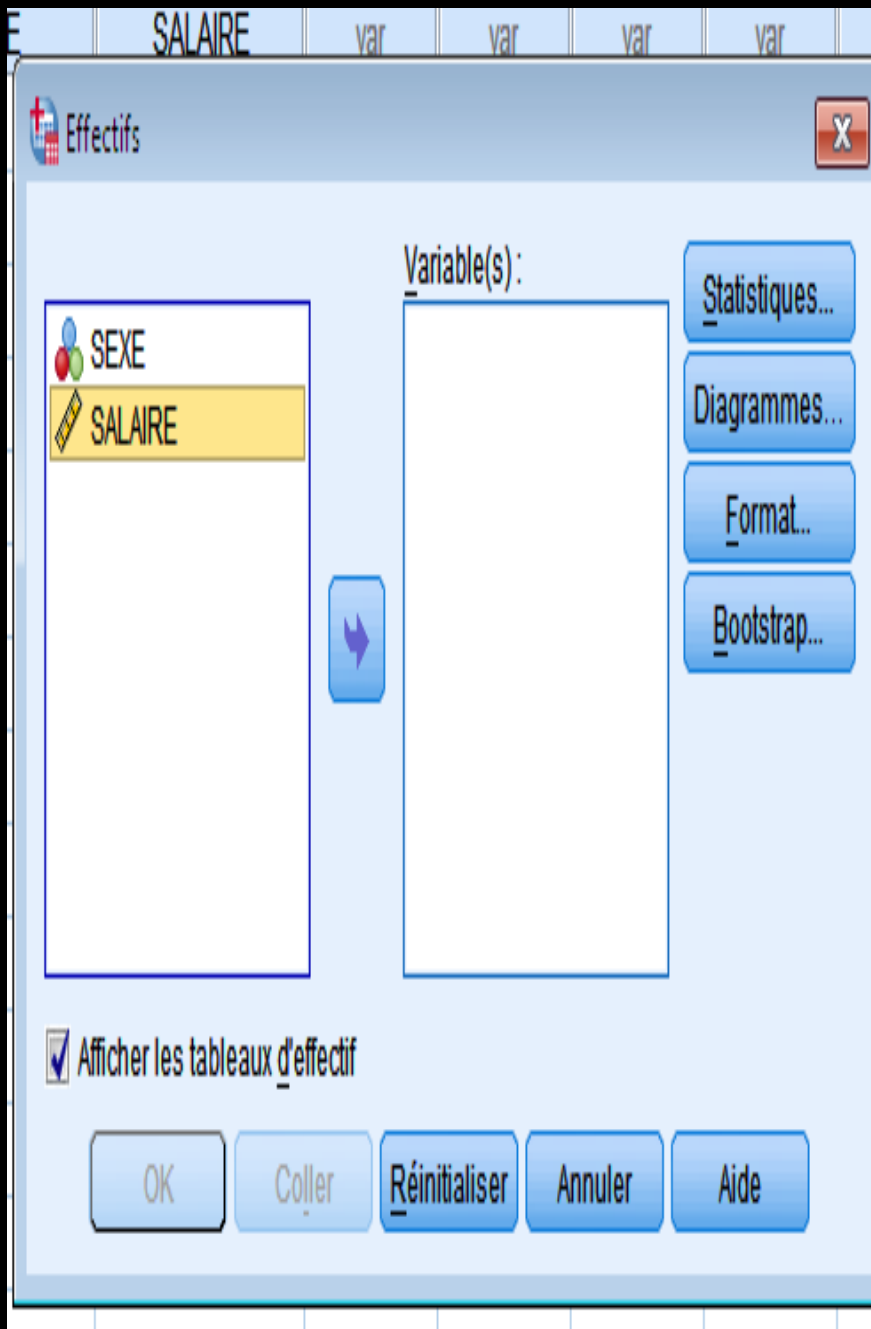 E SALAIRE var var var var
Effectifs
Variable(s) :
SEXE
SALAIRE
Statistiques...
Diagrammes...
Format...
Bootstrap...
Afficher les tableaux d'effectif
OK Coller Réinitialiser Annuler Aide